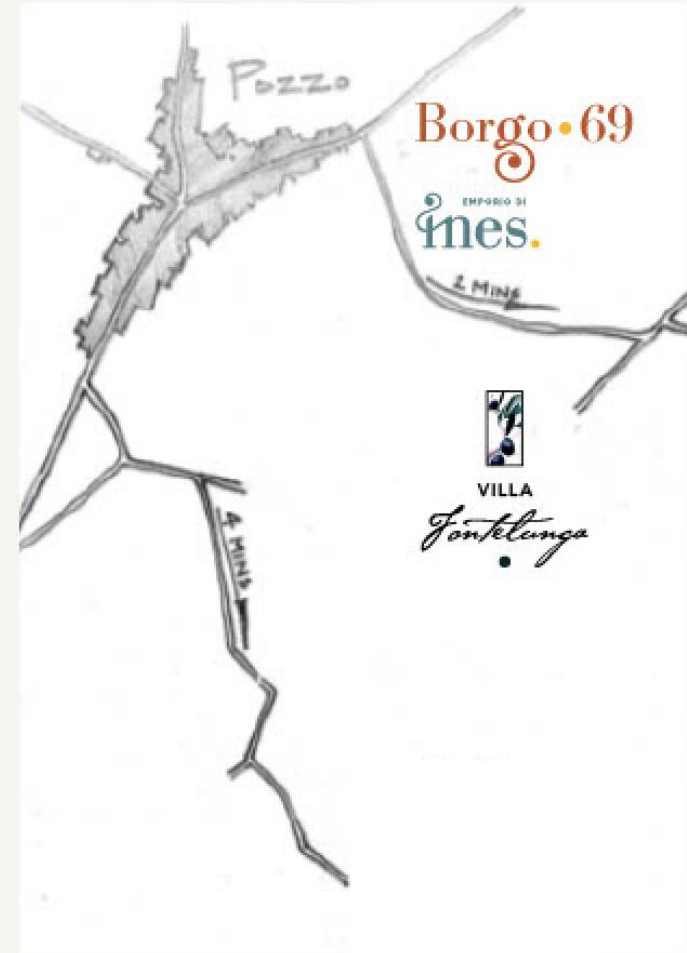 Pozzo
Borgo • 69
EMPORIO DI
ines.
2 MINS
VILLA
Fontelunga
4 MINS